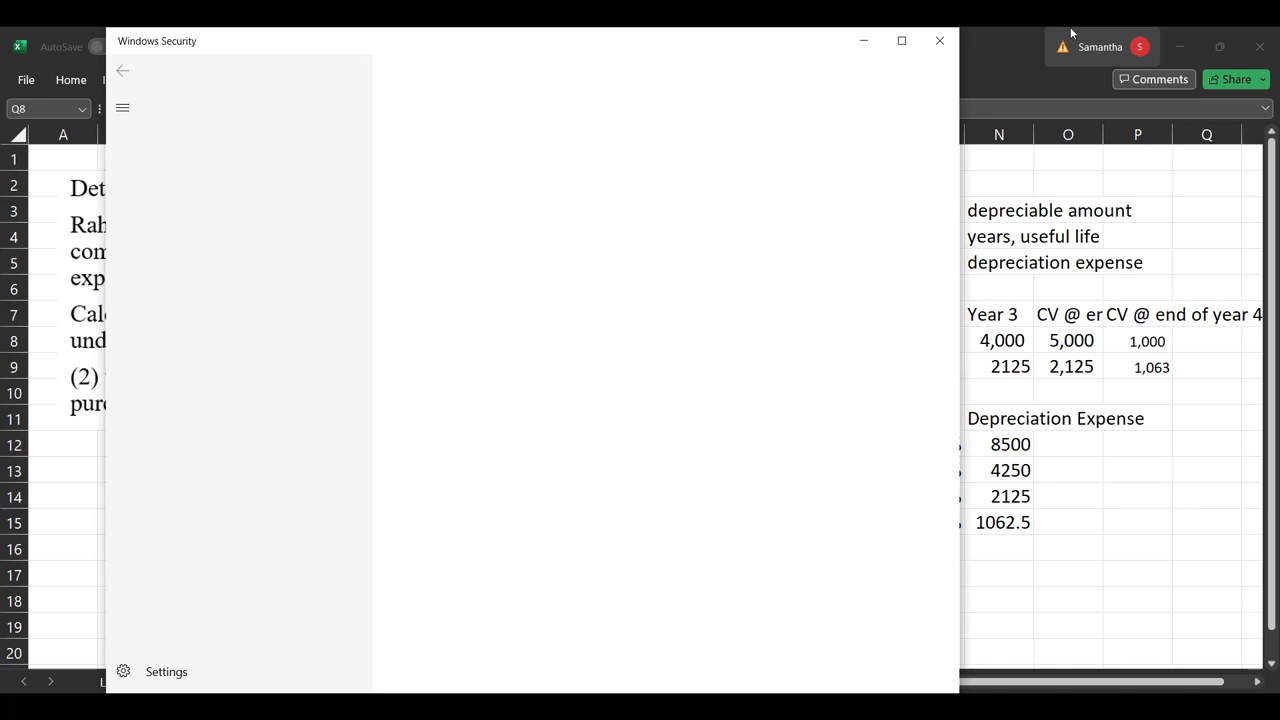 Windows Security
AutoSave
Samantha
S
File
Home
Comments
Share
Q8
A
N
O
P
Q
1
2
Det
3
Rah
depreciable amount
4
com
years, useful life
5
exp
depreciation expense
6
7
Calc
Year 3
CV @ er
CV @ end of year 4
8
und
4,000
5,000
1,000
9
(2)
2125
2,125
1,063
10
purc
11
Depreciation Expense
12
8500
13
4250
14
2125
15
1062.5
16
17
18
19
20
Settings